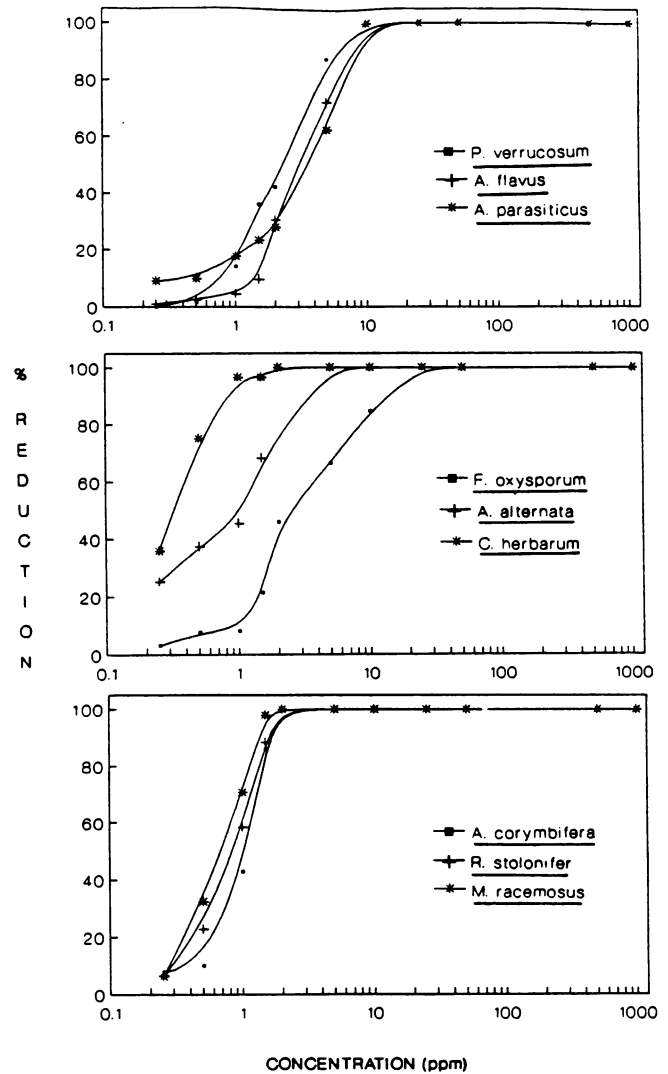 100
80
60
40
20
0
0.1 1 10 100 1000
P. verrucosum
A. flavus
A. parasiticus
% REDUCTION
100
80
60
40
20
0
0.1 1 10 100 1000
F. oxysporum
A. alternata
C. herbarum
100
80
60
40
20
0
0.1 1 10 100 1000
A. corymbifera
R. stolonifer
M. racemosus
CONCENTRATION (ppm)